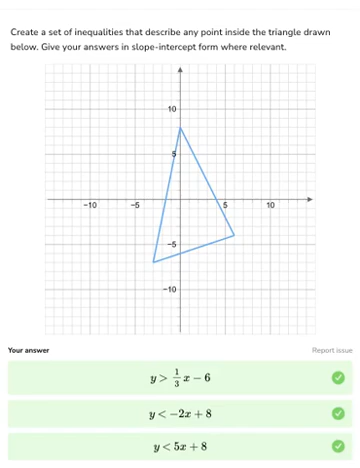 Create a set of inequalities that describe any point inside the triangle drawn
below. Give your answers in slope-intercept form where relevant.
10
5
-10 -5 5 10
-5
-10
Your answer Report issue
y > 1/3 x - 6
y < -2x + 8
y < 5x + 8